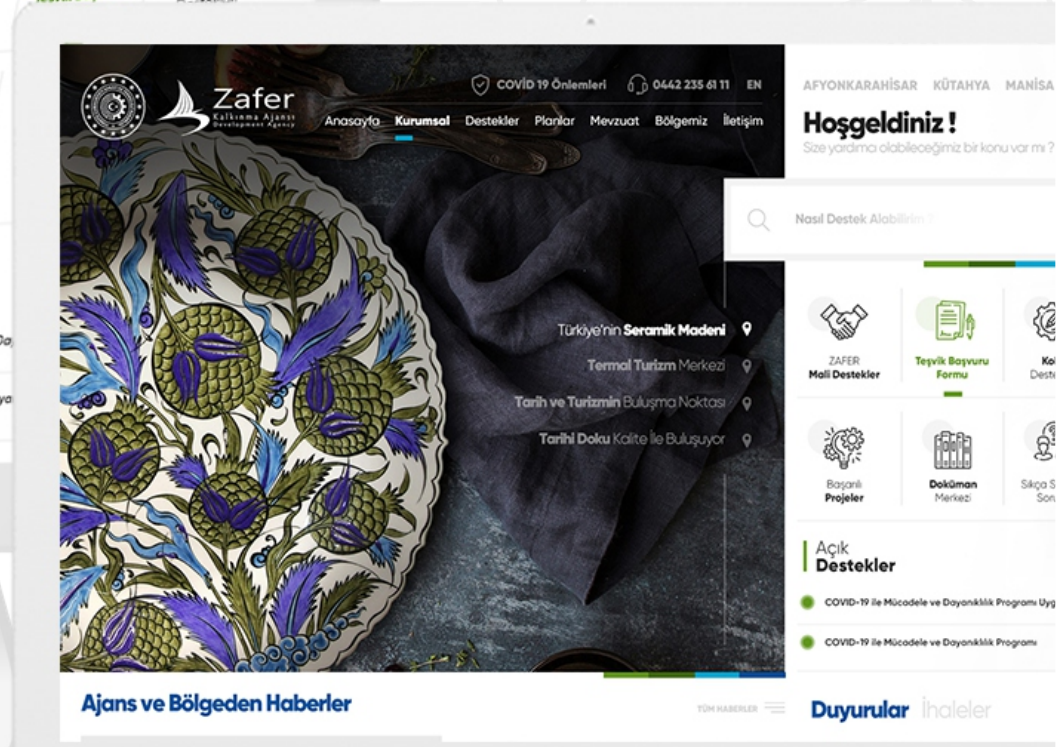 COVİD 19 Önlemleri 0442 235 61 11 EN
Zafer
Kalkınma Ajansı
Development Agency
Anasayfa Kurumsal Destekler Planlar Mevzuat Bölgemiz İletişim
AFYONKARAHİSAR KÜTAHYA MANİSA
Hoşgeldiniz !
Size yardımcı olabileceğimiz bir konu var mı ?
Nasıl Destek Alabilirim ?
Türkiye'nin Seramik Madeni
Termal Turizm Merkezi
Tarih ve Turizmin Buluşma Noktası
Tarihi Doku Kalite İle Buluşuyor
ZAFER
Mali Destekler
Teşvik Başvuru
Formu
Başarılı
Projeler
Doküman
Merkezi
Sıkça S
Sor
Açık
Destekler
COVID-19 ile Mücadele ve Dayanıklılık Programı Uyg
COVID-19 ile Mücadele ve Dayanıklılık Programı
Ajans ve Bölgeden Haberler
TÜM HABERLER
Duyurular İhaleler